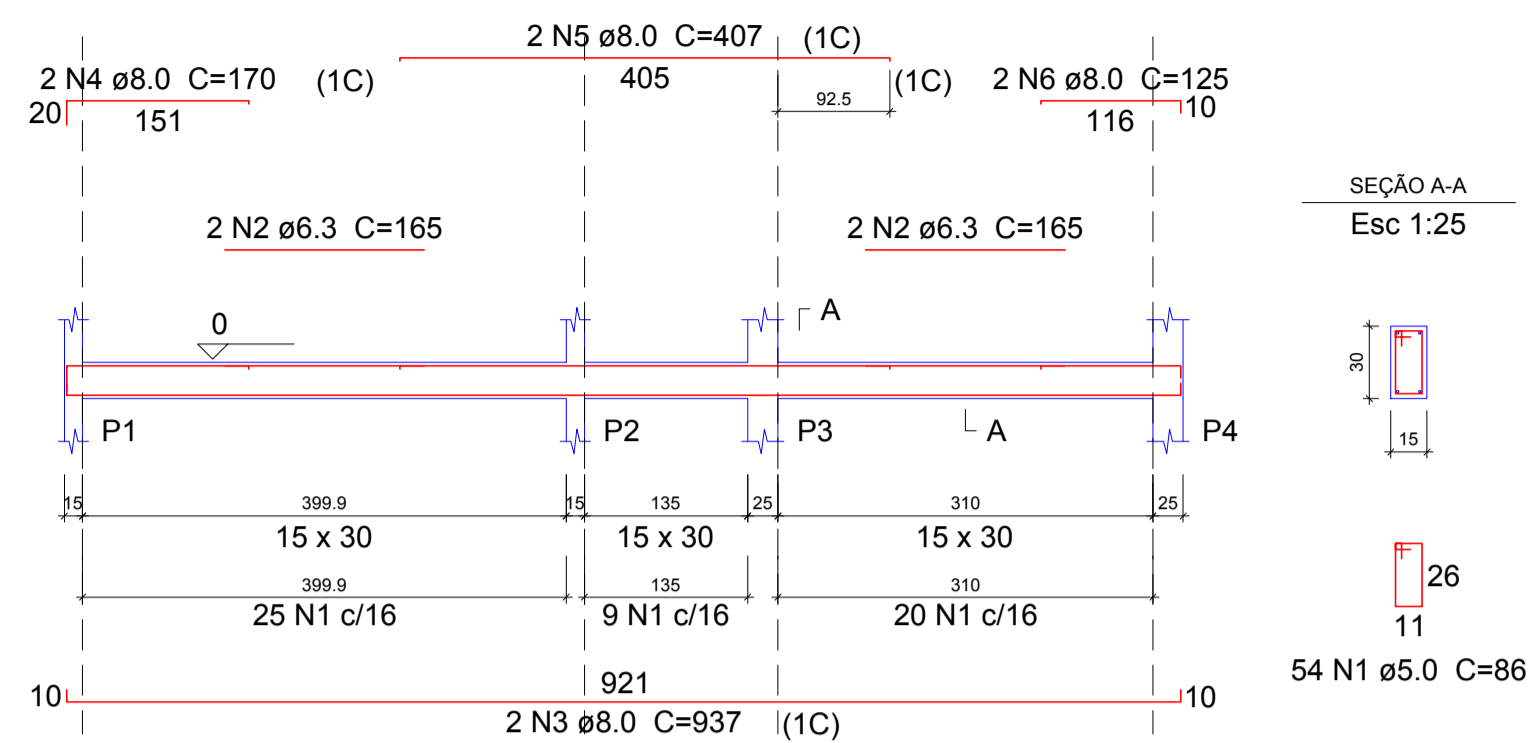 2 N5 ø8.0 C=407 (1C)
405
2 N4 ø8.0 C=170 (1C)
20
151
92.5
(1C)
2 N6 ø8.0 C=125
116
10
SEÇÃO A-A
Esc 1:25
2 N2 ø6.3 C=165
2 N2 ø6.3 C=165
0
A
30
15
P1
P2
P3
A
P4
15
399.9
15
135
25
310
25
15 x 30
15 x 30
15 x 30
399.9
135
310
25 N1 c/16
9 N1 c/16
20 N1 c/16
26
11
54 N1 ø5.0 C=86
10
921
10
2 N3 ø8.0 C=937 (1C)